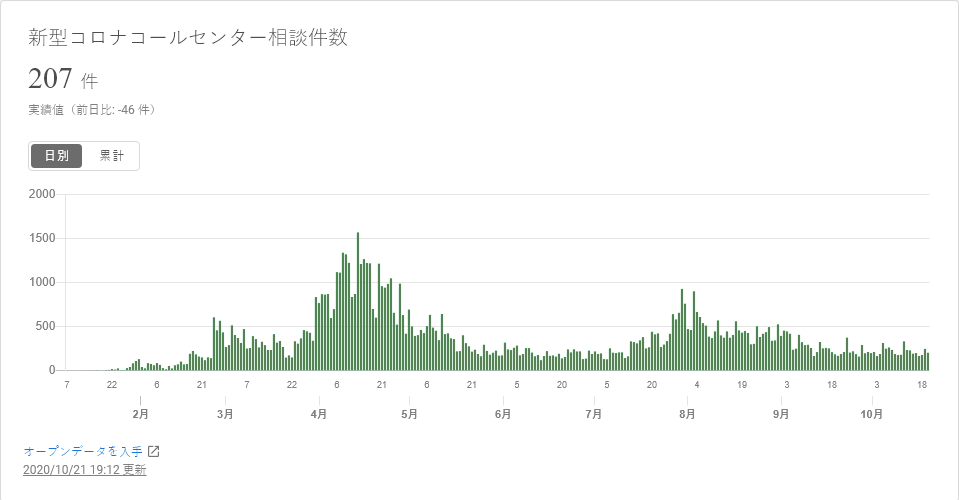 新型コロナコールセンター相談件数
207 件
実績値（前日比: -46 件）
日別 累計
2000
1500
1000
500
0
7 22 6 21 7 22 6 21 6 21 5 20 5 20 4 19 3 18 3 18
2月 3月 4月 5月 6月 7月 8月 9月 10月
オープンデータを入手
2020/10/21 19:12 更新